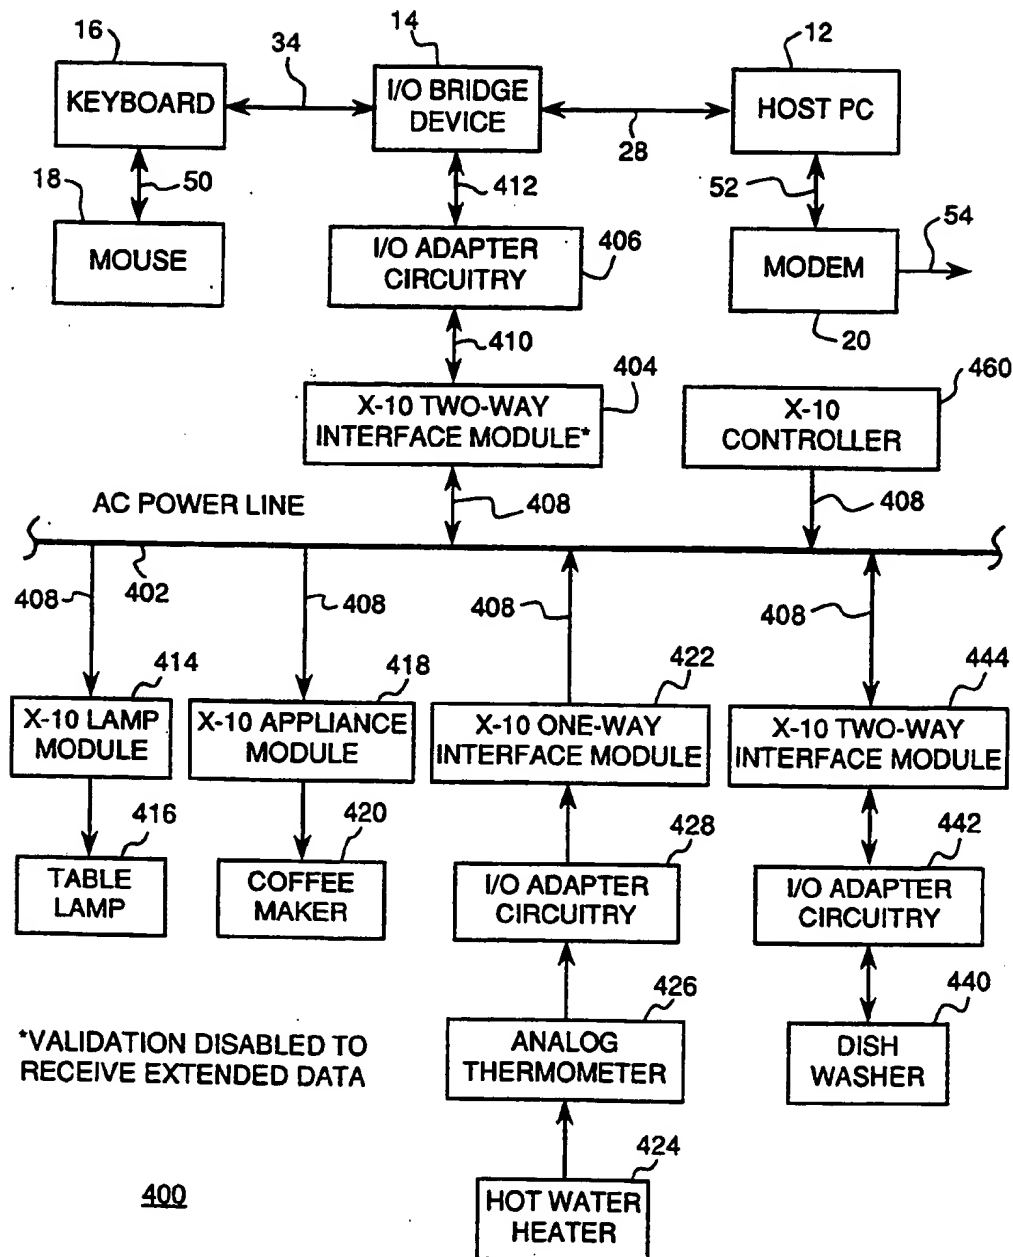 16
34
14
12
KEYBOARD
I/O BRIDGE
DEVICE
HOST PC
28
18
50
412
52
54
MOUSE
I/O ADAPTER
CIRCUITRY
406
MODEM
410
20
404
460
X-10 TWO-WAY
INTERFACE MODULE*
X-10
CONTROLLER
AC POWER LINE
408
408
402
408
408
408
408
414
418
422
444
X-10 LAMP
MODULE
X-10 APPLIANCE
MODULE
X-10 ONE-WAY
INTERFACE MODULE
X-10 TWO-WAY
INTERFACE MODULE
416
420
428
442
TABLE
LAMP
COFFEE
MAKER
I/O ADAPTER
CIRCUITRY
I/O ADAPTER
CIRCUITRY
426
440
*VALIDATION DISABLED TO
RECEIVE EXTENDED DATA
ANALOG
THERMOMETER
DISH
WASHER
424
400
HOT WATER
HEATER